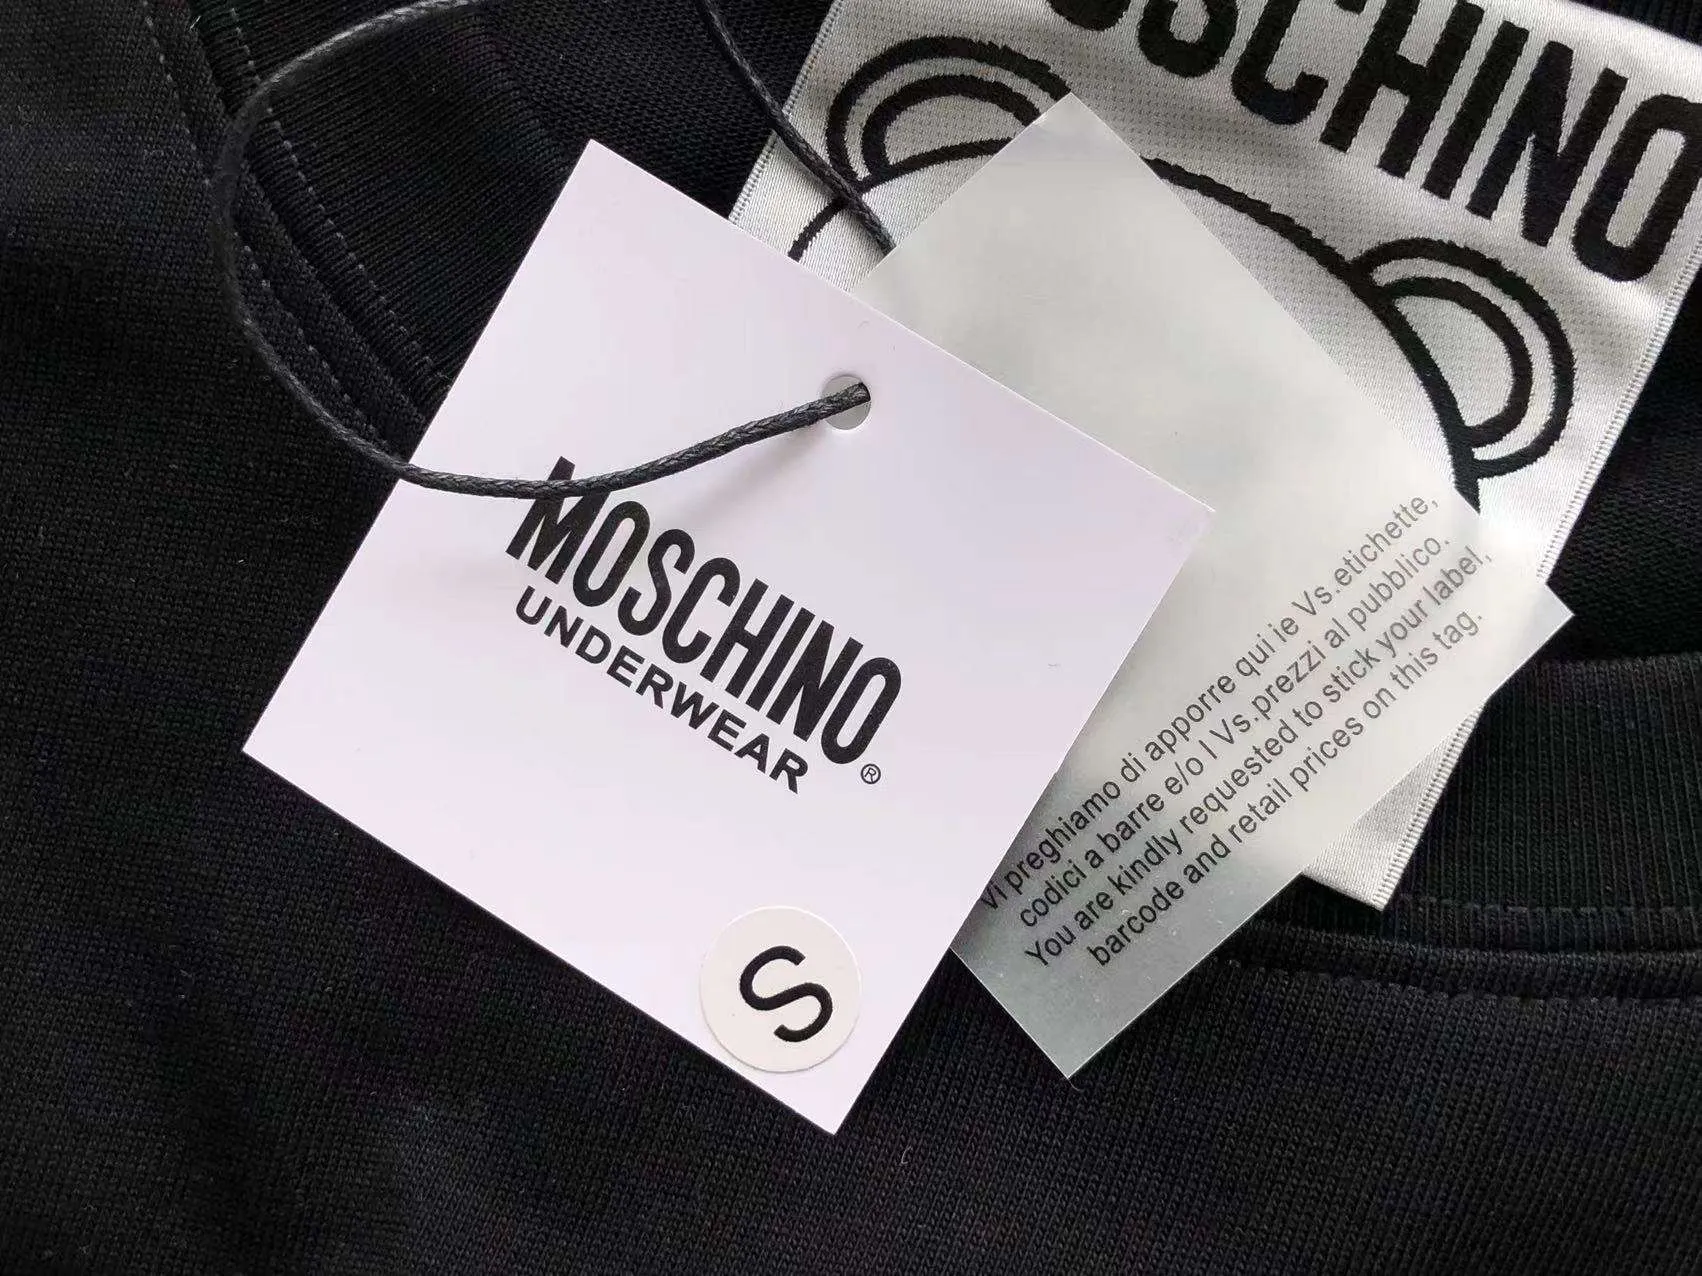 MOSCHINO
MOSCHINO
UNDERWEAR
®
S
Vi preghiamo di apporre qui ie Vs.etichette,
codici a barre e/o I Vs.prezzi al pubblico.
You are kindly requested to stick your label,
barcode and retail prices on this tag.